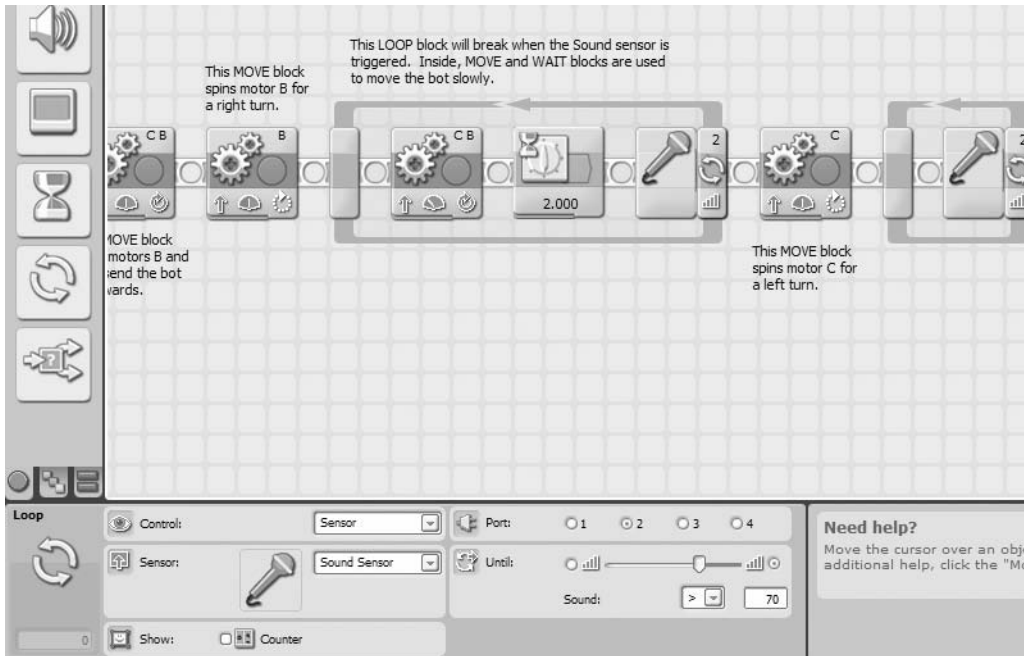 This LOOP block will break when the Sound sensor is
triggered. Inside, MOVE and WAIT blocks are used
to move the bot slowly.
This MOVE block
spins motor B for
a right turn.
C B
B
C B
2
C
2
2.000
MOVE block
motors B and
send the bot
wards.
This MOVE block
spins motor C for
a left turn.
Loop
Control:
Sensor
Port:
1 2 3 4
Sensor:
Sound Sensor
Until:
Sound:
> 70
0
Show:
Counter
Need help?
Move the cursor over an obj
additional help, click the "Mo